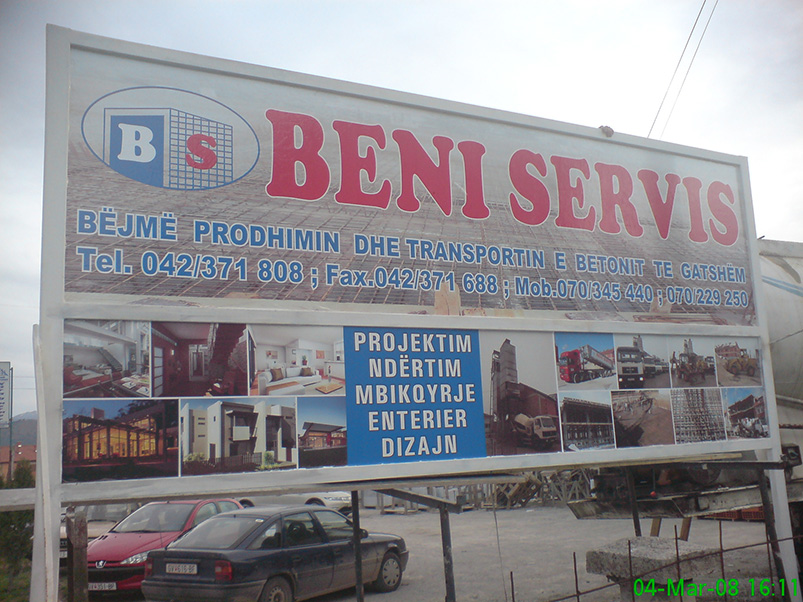 BS
BENI SERVIS
BËJMË PRODHIMIN DHE TRANSPORTIN E BETONIT TE GATSHËM
Tel. 042/371 808 ; Fax.042/371 688 ; Mob.070/345 440 ; 070/229 250
PROJEKTIM
NDËRTIM
MBIKQYRJE
ENTERIER
DIZAJN
04-Mar-08 16:11